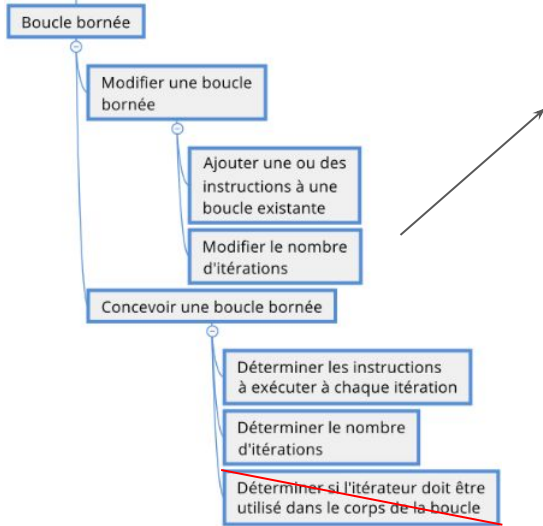 Boucle bornée
Modifier une boucle
bornée
Ajouter une ou des
instructions à une
boucle existante
Modifier le nombre
d'itérations
Concevoir une boucle bornée
Déterminer les instructions
à exécuter à chaque itération
Déterminer le nombre
d'itérations
Déterminer si l'itérateur doit être
utilisé dans le corps de la boucle